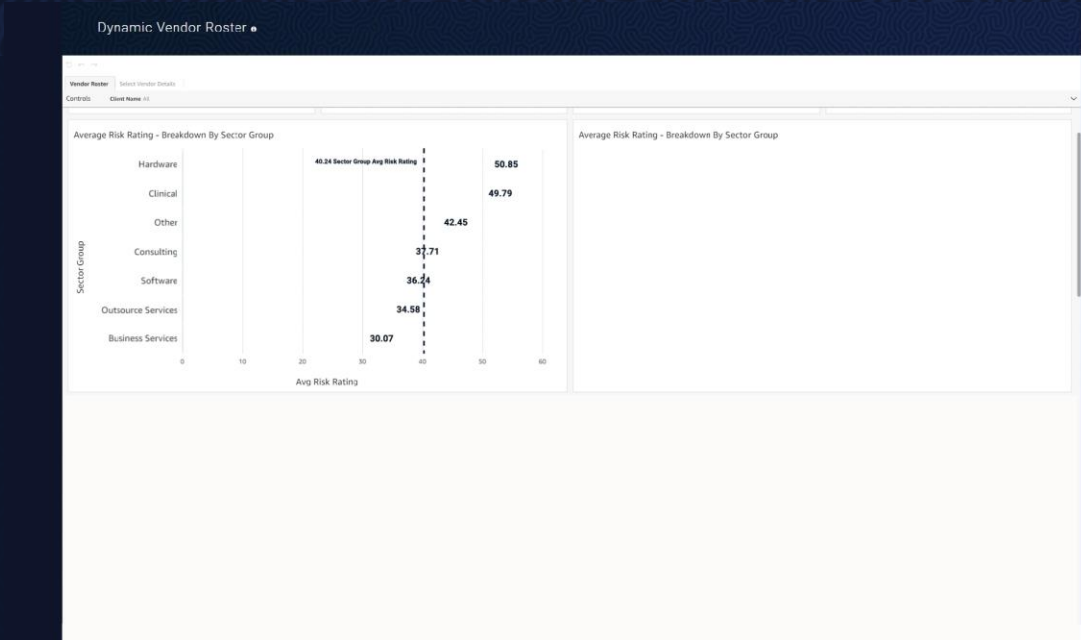 Dynamic Vendor Roster
Vendor Roster Select Vendor Details
Controls Client Name All
Average Risk Rating - Breakdown By Sector Group
40.24 Sector Group Avg Risk Rating
Hardware 50.85
Clinical 49.79
Other 42.45
Consulting 37.71
Software 36.24
Outsource Services 34.58
Business Services 30.07
Sector Group
0 10 20 30 40 50 60
Avg Risk Rating
Average Risk Rating - Breakdown By Sector Group